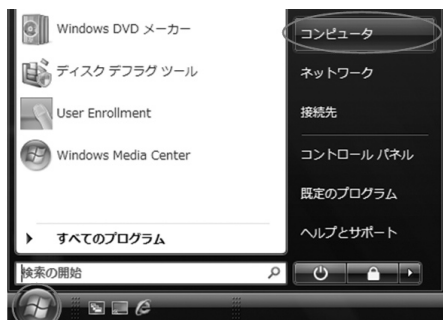 Windows DVD メーカー
ディスク デフラグ ツール
User Enrollment
Windows Media Center
すべてのプログラム
検索の開始
コンピュータ
ネットワーク
接続先
コントロール パネル
既定のプログラム
ヘルプとサポート